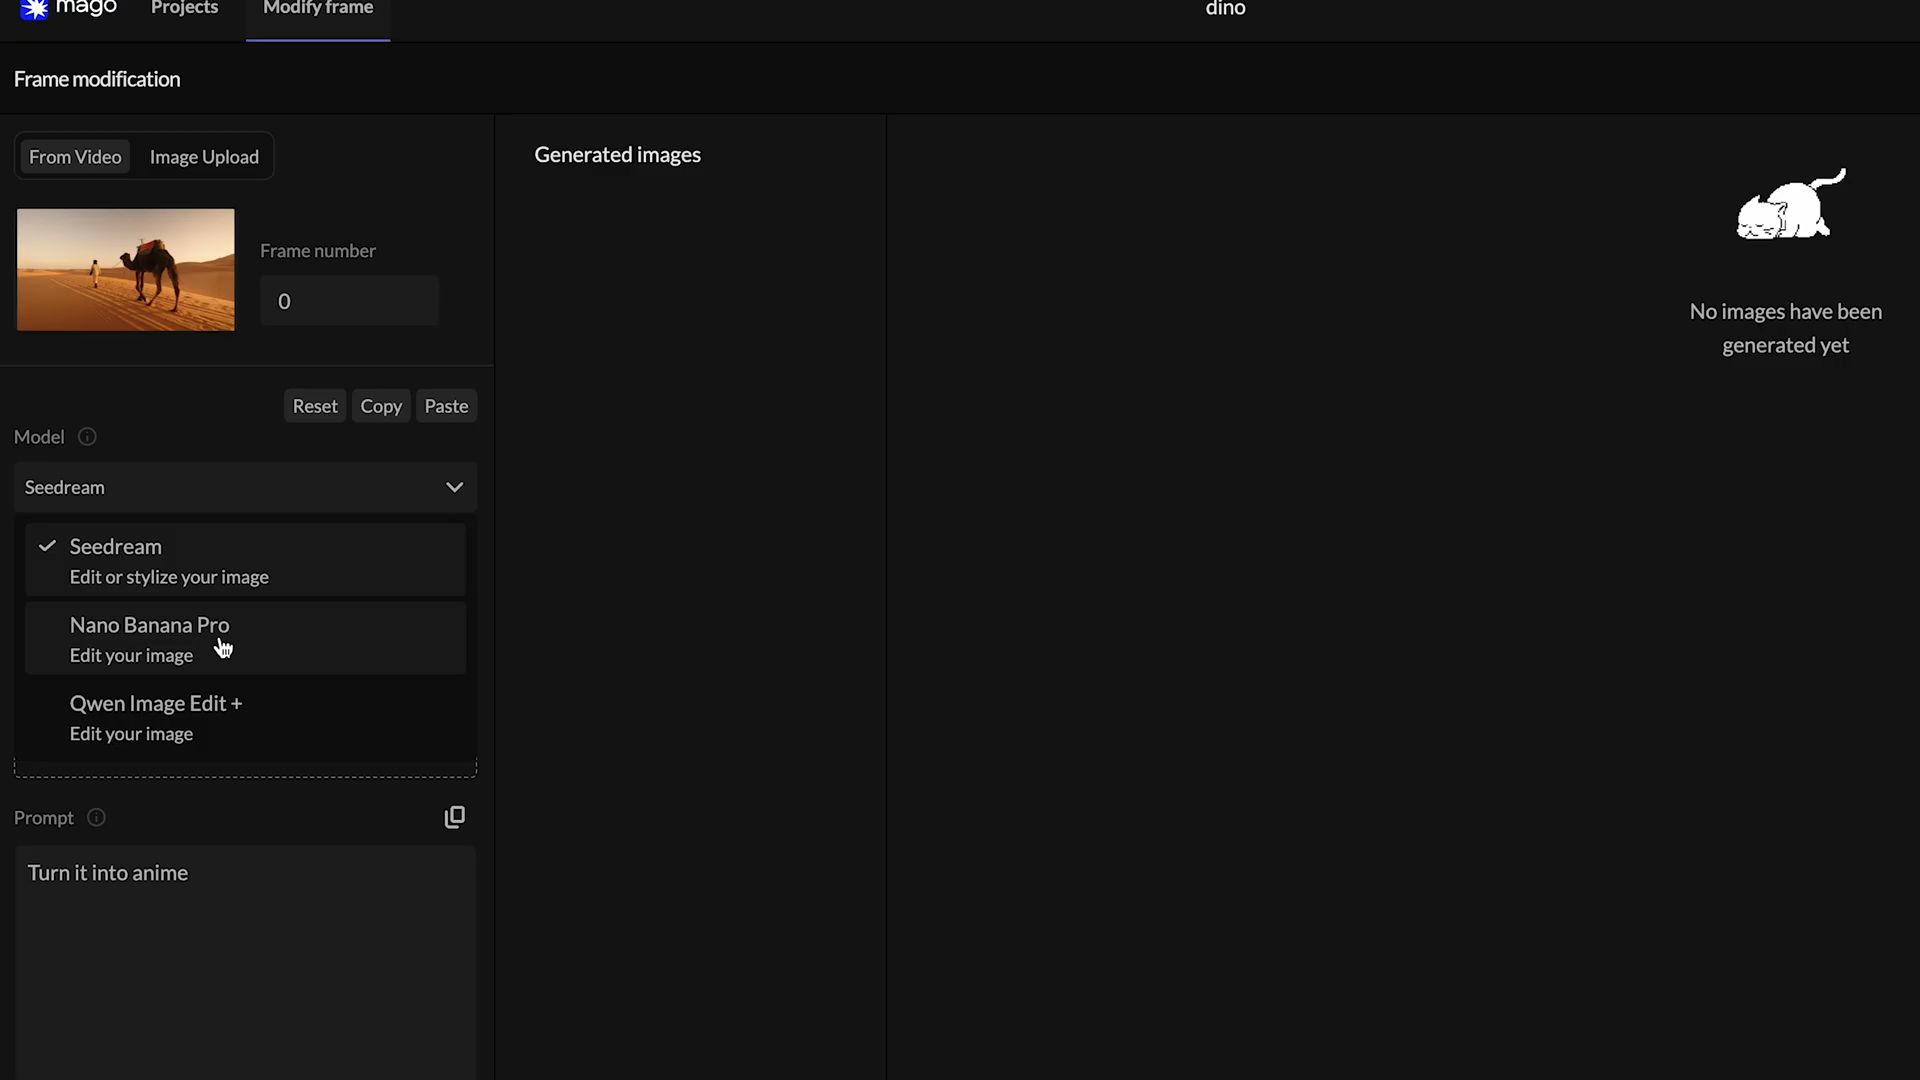 mago
Projects
Modify frame
dino
Frame modification
From Video
Image Upload
Generated images
Frame number
0
No images have been
generated yet
Reset
Copy
Paste
Model
Seedream
Seedream
Edit or stylize your image
Nano Banana Pro
Edit your image
Qwen Image Edit +
Edit your image
Prompt
Turn it into anime